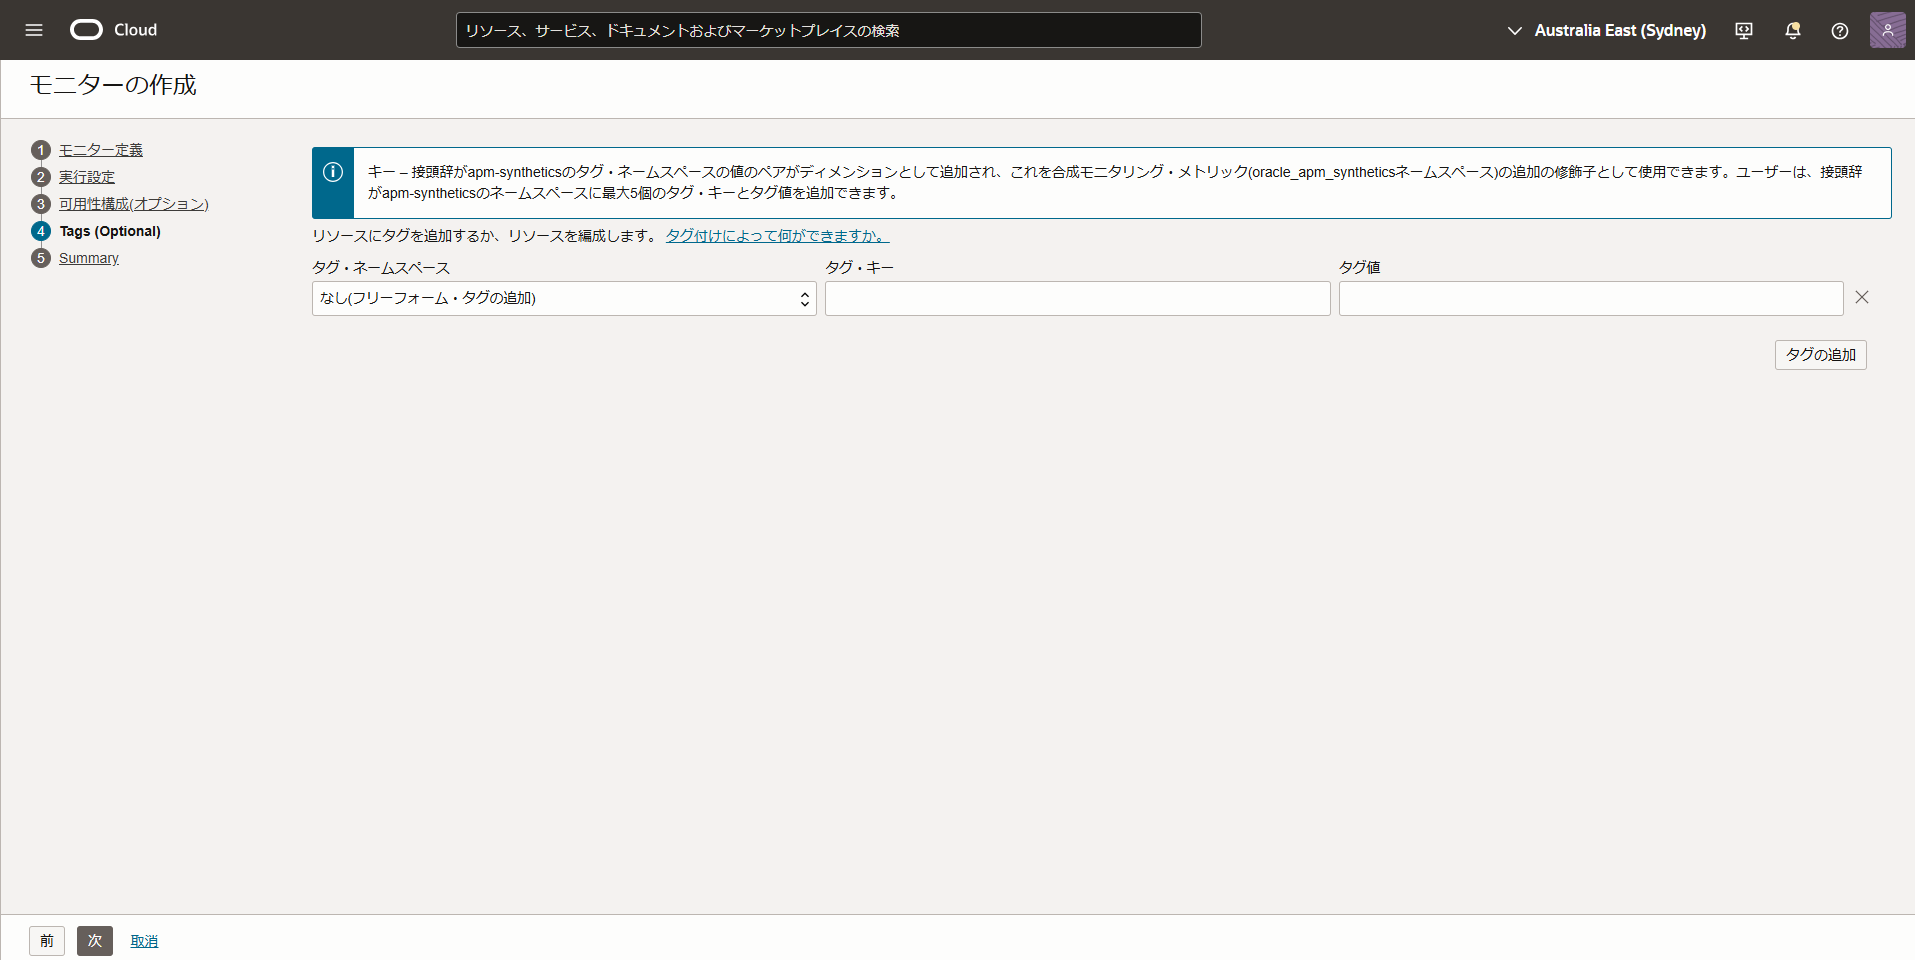 Cloud
リソース、サービス、ドキュメントおよびマーケットプレイスの検索
Australia East (Sydney)
モニターの作成
1 モニター定義
2 実行設定
3 可用性構成(オプション)
4 Tags (Optional)
5 Summary
キー – 接頭辞がapm-syntheticsのタグ・ネームスペースの値のペアがディメンションとして追加され、これを合成モニタリング・メトリック(oracle_apm_syntheticsネームスペース)の追加の修飾子として使用できます。ユーザーは、接頭辞
がapm-syntheticsのネームスペースに最大5個のタグ・キーとタグ値を追加できます。
リソースにタグを追加するか、リソースを編成します。 タグ付けによって何ができますか。
タグ・ネームスペース
タグ・キー
タグ値
なし(フリーフォーム・タグの追加)
タグの追加
前
次
取消